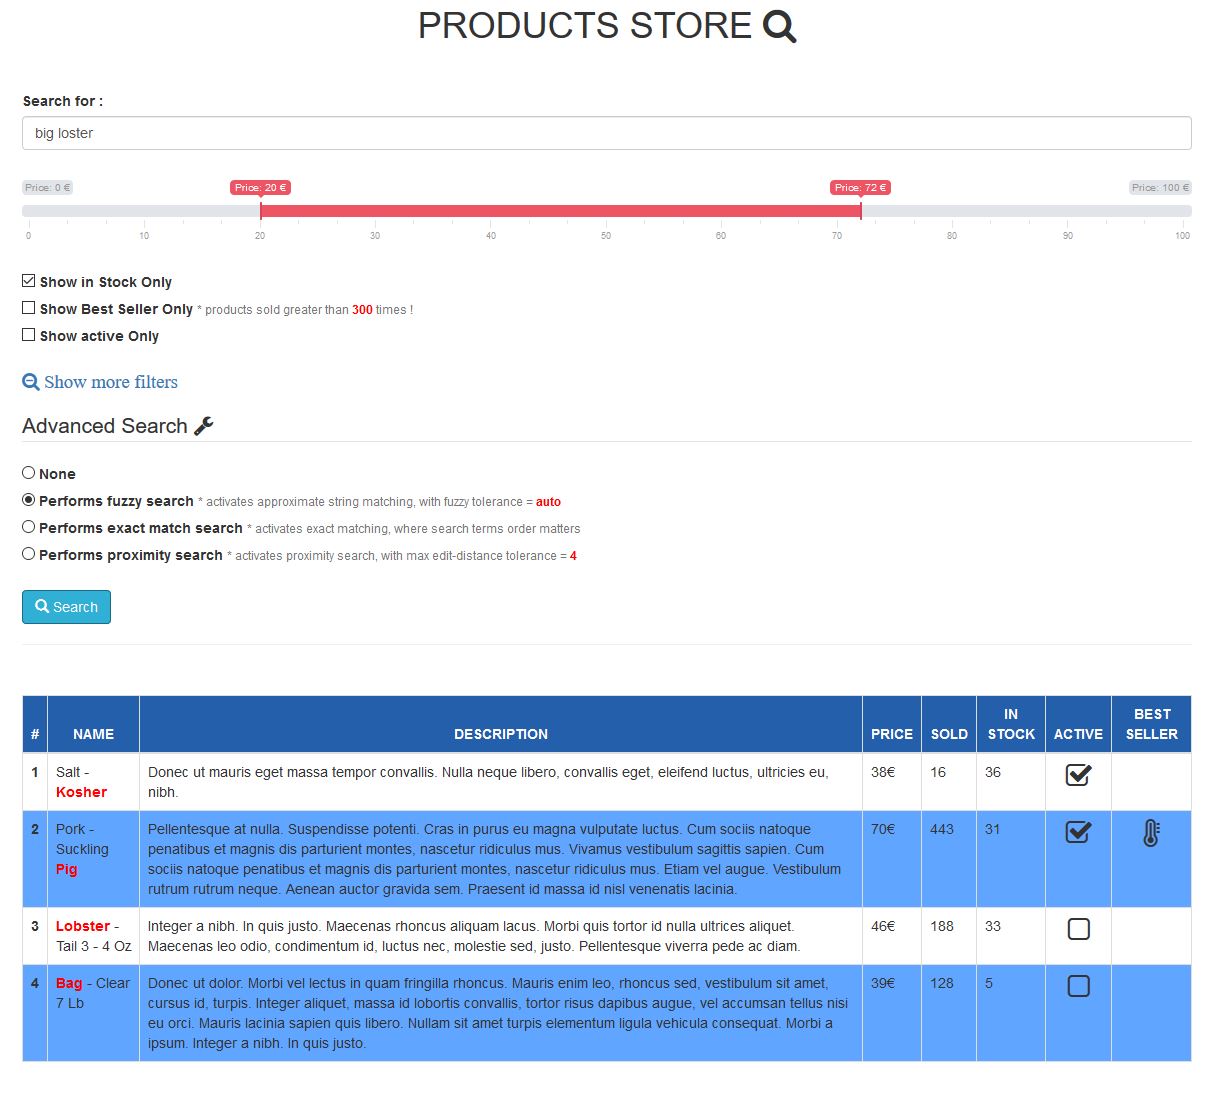 PRODUCTS STORE
Search for :
big loster
Price: 0 €
Price: 20 €
Price: 72 €
Price: 100 €
0 10 20 30 40 50 60 70 80 90 100
Show in Stock Only
Show Best Seller Only * products sold greater than 300 times !
Show active Only
Show more filters
Advanced Search
None
Performs fuzzy search * activates approximate string matching, with fuzzy tolerance = auto
Performs exact match search * activates exact matching, where search terms order matters
Performs proximity search * activates proximity search, with max edit-distance tolerance = 4
Search
# NAME DESCRIPTION PRICE SOLD IN STOCK ACTIVE BEST SELLER
1 Salt - Kosher
Donec ut mauris eget massa tempor convallis. Nulla neque libero, convallis eget, eleifend luctus, ultricies eu,
nibh.
38€ 16 36
2 Pork - Suckling Pig
Pellentesque at nulla. Suspendisse potenti. Cras in purus eu magna vulputate luctus. Cum sociis natoque
penatibus et magnis dis parturient montes, nascetur ridiculus mus. Vivamus vestibulum sagittis sapien. Cum
sociis natoque penatibus et magnis dis parturient montes, nascetur ridiculus mus. Etiam vel augue. Vestibulum
rutrum rutrum neque. Aenean auctor gravida sem. Praesent id massa id nisl venenatis lacinia.
70€ 443 31
3 Lobster - Tail 3 - 4 Oz
Integer a nibh. In quis justo. Maecenas rhoncus aliquam lacus. Morbi quis tortor id nulla ultrices aliquet.
Maecenas leo odio, condimentum id, luctus nec, molestie sed, justo. Pellentesque viverra pede ac diam.
46€ 188 33
4 Bag - Clear 7 Lb
Donec ut dolor. Morbi vel lectus in quam fringilla rhoncus. Mauris enim leo, rhoncus sed, vestibulum sit amet,
cursus id, turpis. Integer aliquet, massa id lobortis convallis, tortor risus dapibus augue, vel accumsan tellus nisi
eu orci. Mauris lacinia sapien quis libero. Nullam sit amet turpis elementum ligula vehicula consequat. Morbi a
ipsum. Integer a nibh. In quis justo.
39€ 128 5